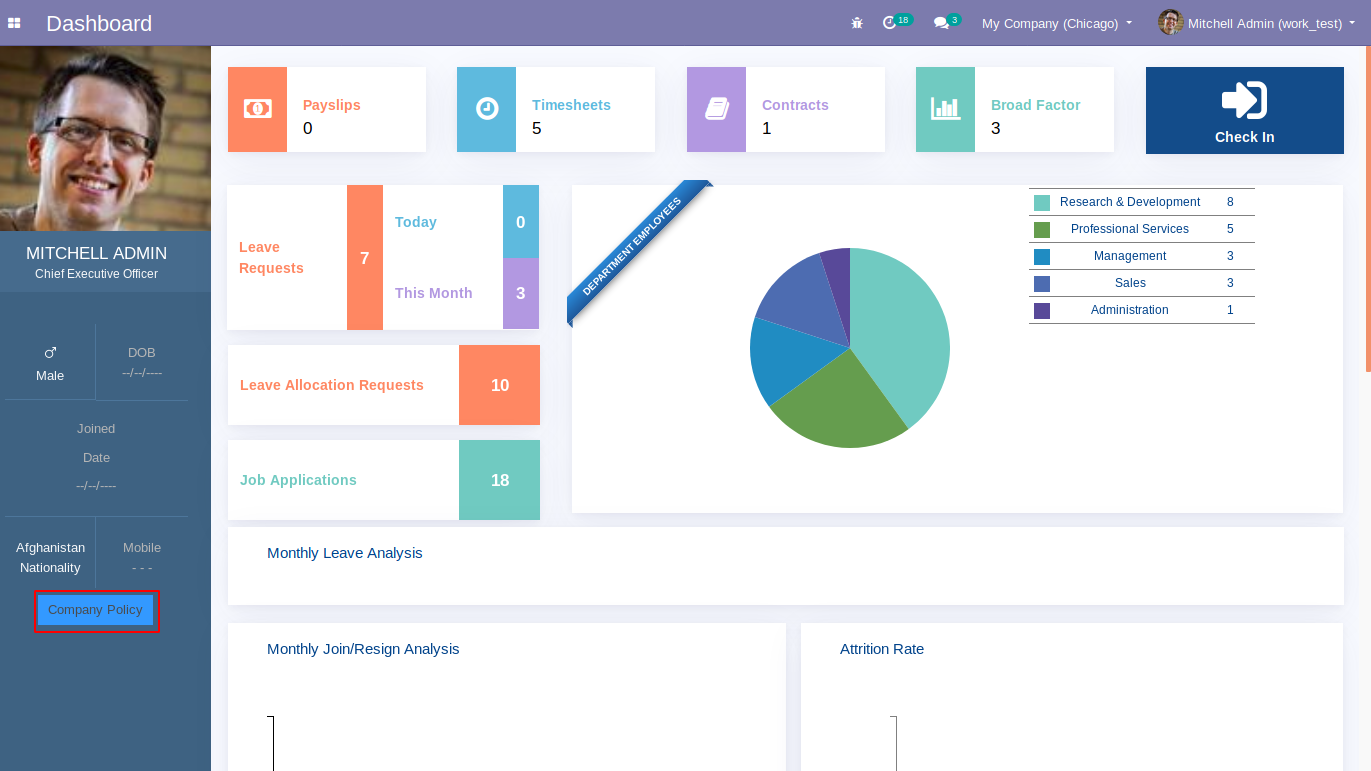 Dashboard
18
3
My Company (Chicago)
Mitchell Admin (work_test)
MITCHELL ADMIN
Chief Executive Officer
Male
DOB
--/--/----
Joined
Date
--/--/----
Afghanistan
Nationality
Mobile
- - -
Company Policy
Payslips
0
Timesheets
5
Contracts
1
Broad Factor
3
Check In
Leave
Requests
7
Today
0
This Month
3
Leave Allocation Requests
10
Job Applications
18
DEPARTMENT EMPLOYEES
Research & Development 8
Professional Services 5
Management 3
Sales 3
Administration 1
Monthly Leave Analysis
Monthly Join/Resign Analysis
Attrition Rate